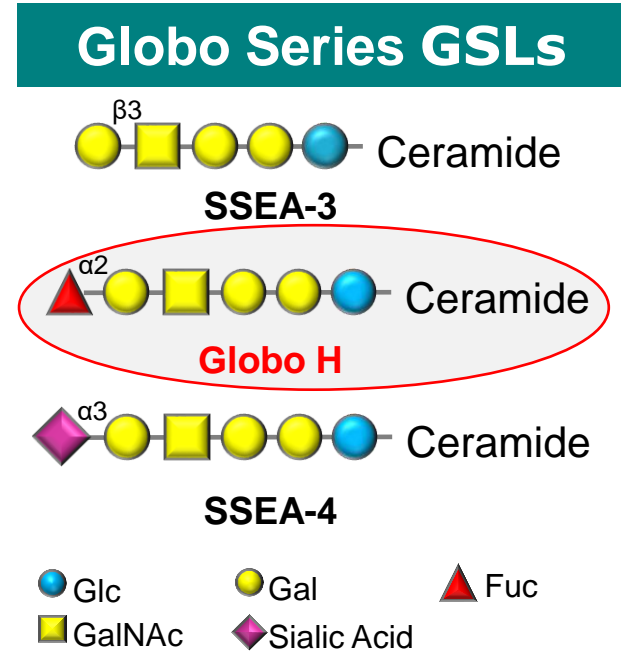 Globo Series GSLs
β3
Ceramide
SSEA-3
α2
Ceramide
Globo H
α3
Ceramide
SSEA-4
Glc Gal Fuc
GalNAc Sialic Acid